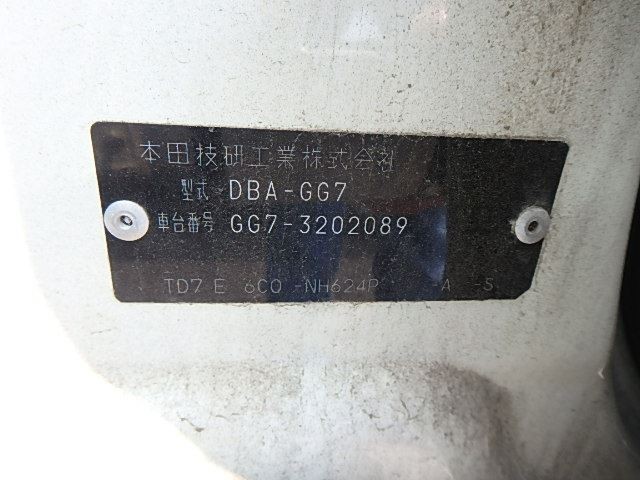 本田技研工業株式会社
型式 DBA-GG7
車台番号 GG7-3202089
TD7 E 6C0 -NH624P -A -S